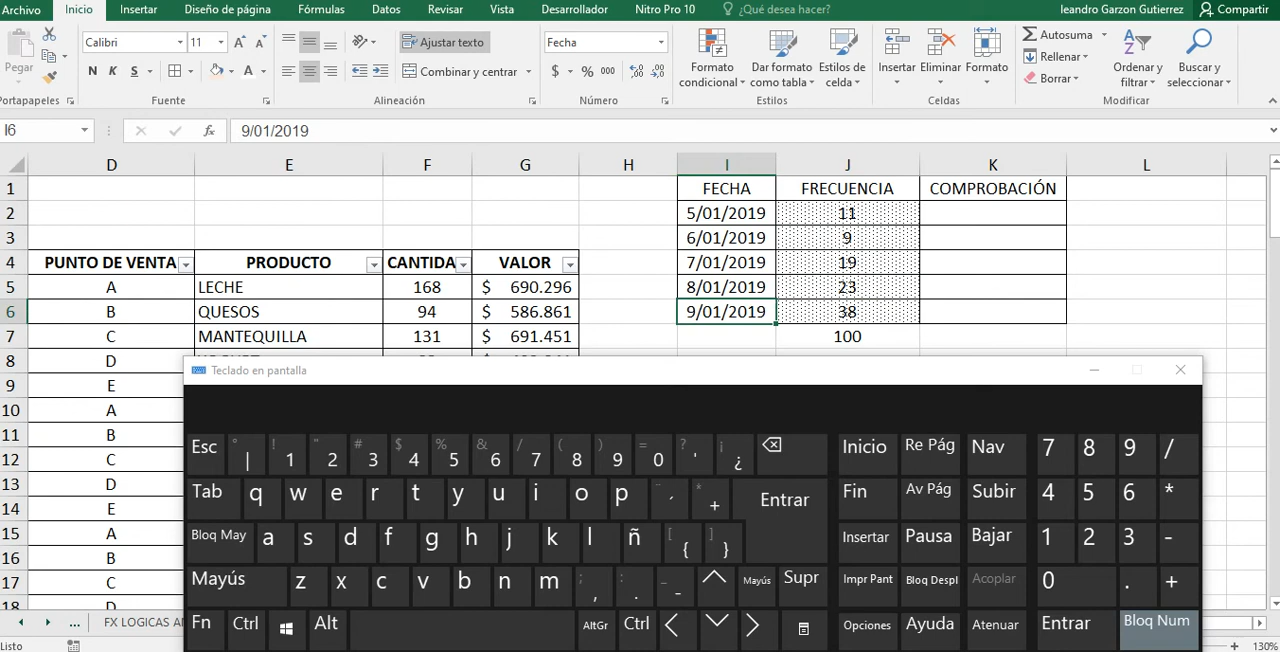 Archivo Inicio Insertar Diseño de página Fórmulas Datos Revisar Vista Desarrollador Nitro Pro 10 ¿Qué desea hacer? leandro Garzon Gutierrez Compartir
Pegar
Calibri 11 A A
N K S A
Ajustar texto
Combinar y centrar
Fecha
$ % 000
Formato condicional
Dar formato como tabla
Estilos de celda
Insertar Eliminar Formato
Autosuma
Rellenar
Borrar
Ordenar y filtrar
Buscar y seleccionar
Portapapeles Fuente Alineación Número Estilos Celdas Modificar
I6 fx 9/01/2019
D E F G H I J K L
1 FECHA FRECUENCIA COMPROBACIÓN
2 5/01/2019 11
3 6/01/2019 9
4 PUNTO DE VENTA PRODUCTO CANTIDA VALOR 7/01/2019 19
5 A LECHE 168 $ 690.296 8/01/2019 23
6 B QUESOS 94 $ 586.861 9/01/2019 38
7 C MANTEQUILLA 131 $ 691.451 100
8 D
9 E
10 A
11 B
12 C
13 D
14 E
15 A
16 B
17 C
18 D
Teclado en pantalla
Esc ° | ! 1 " 2 # 3 $ 4 % 5 & 6 / 7 ( 8 ) 9 = 0 ? ' ¡ ¿ Inicio Re Pág Nav 7 8 9 /
Tab q w e r t y u i o p ¨ ´ * + Entrar Fin Av Pág Subir 4 5 6 *
Bloq May a s d f g h j k l ñ [ { ] } Insertar Pausa Bajar 1 2 3 -
Mayús z x c v b n m ; , : . _ - Mayús Supr Impr Pant Bloq Despl Acoplar 0 . +
Fn Ctrl Alt AltGr Ctrl Opciones Ayuda Atenuar Entrar Bloq Num
... FX LOGICAS AN
Listo 130%